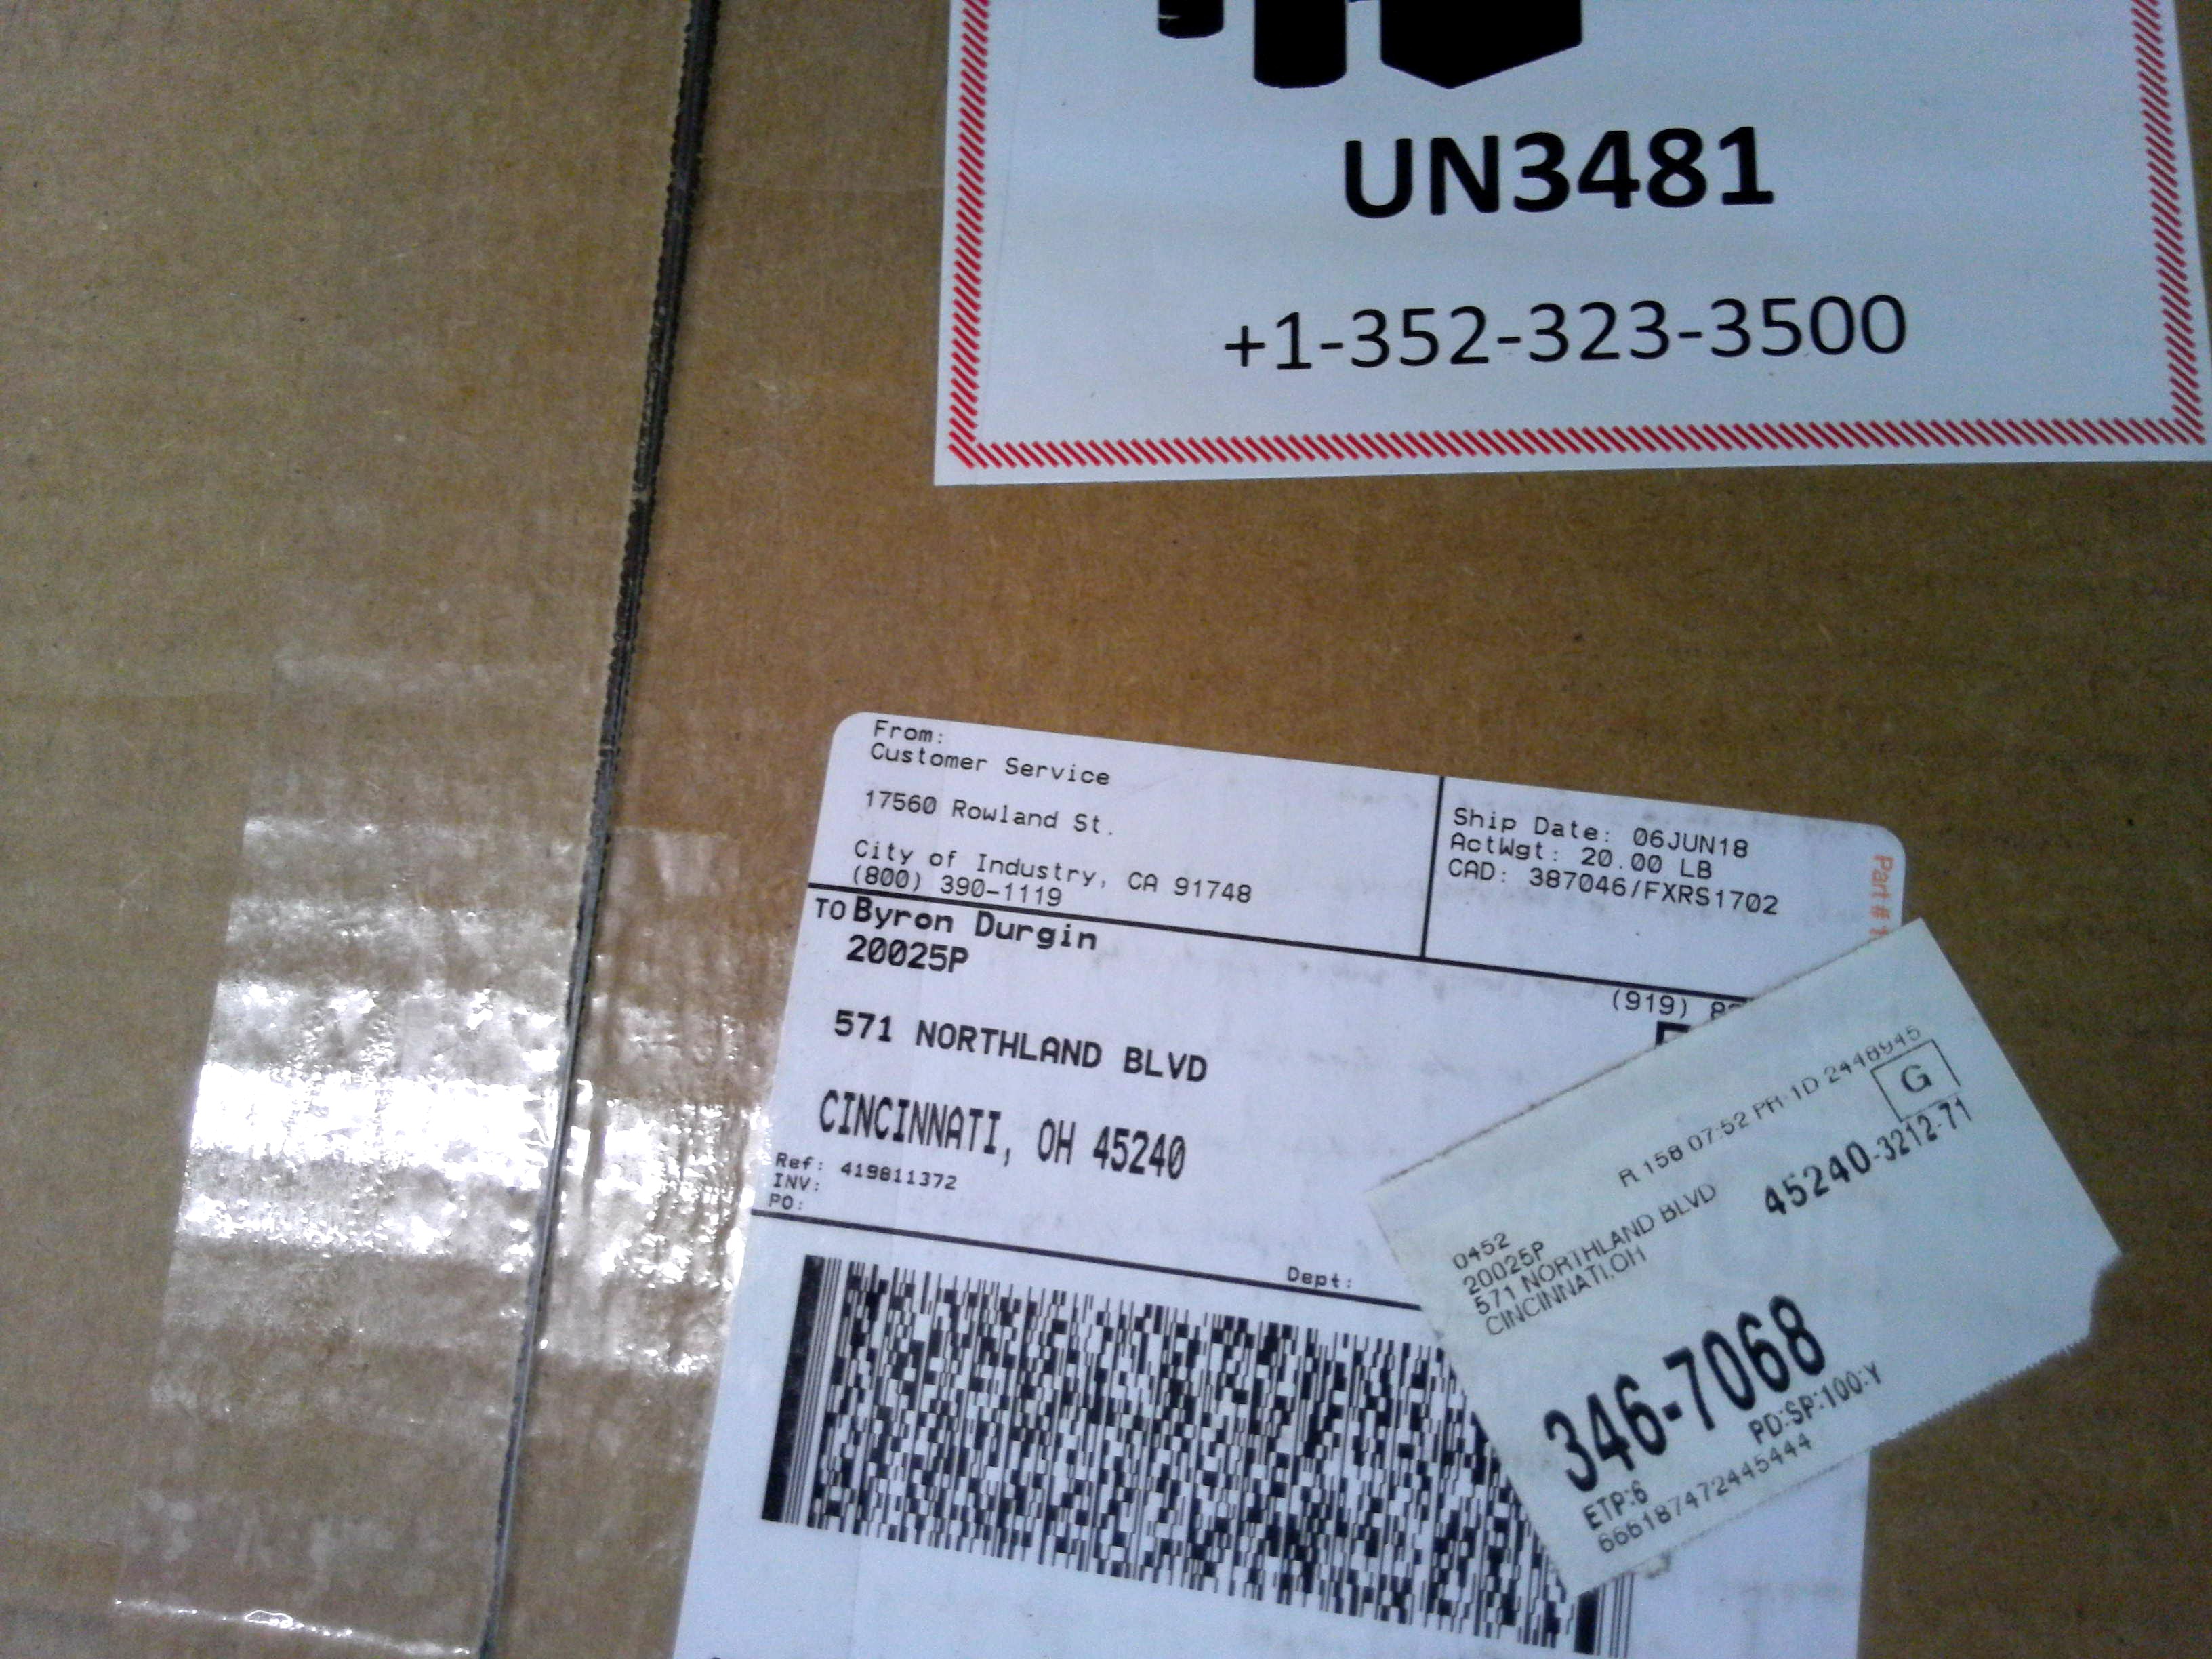 UN3481
+1-352-323-3500
From:
Customer Service
17560 Rowland St.
City of Industry, CA 91748
(800) 390-1119
Ship Date: 06JUN18
ActWgt: 20.00 LB
CAD: 387046/FXRS1702
Part #
TO Byron Durgin
20025P
(919)
571 NORTHLAND BLVD
CINCINNATI, OH 45240
Ref: 419811372
INV:
PO:
Dept:
R 158 07:52 PR-1D 2448945
G
45240-3212-71
0452
20025P
571 NORTHLAND BLVD
CINCINNATI,OH
346-7068
PD:SP:100:Y
ETP:6
666187472445444